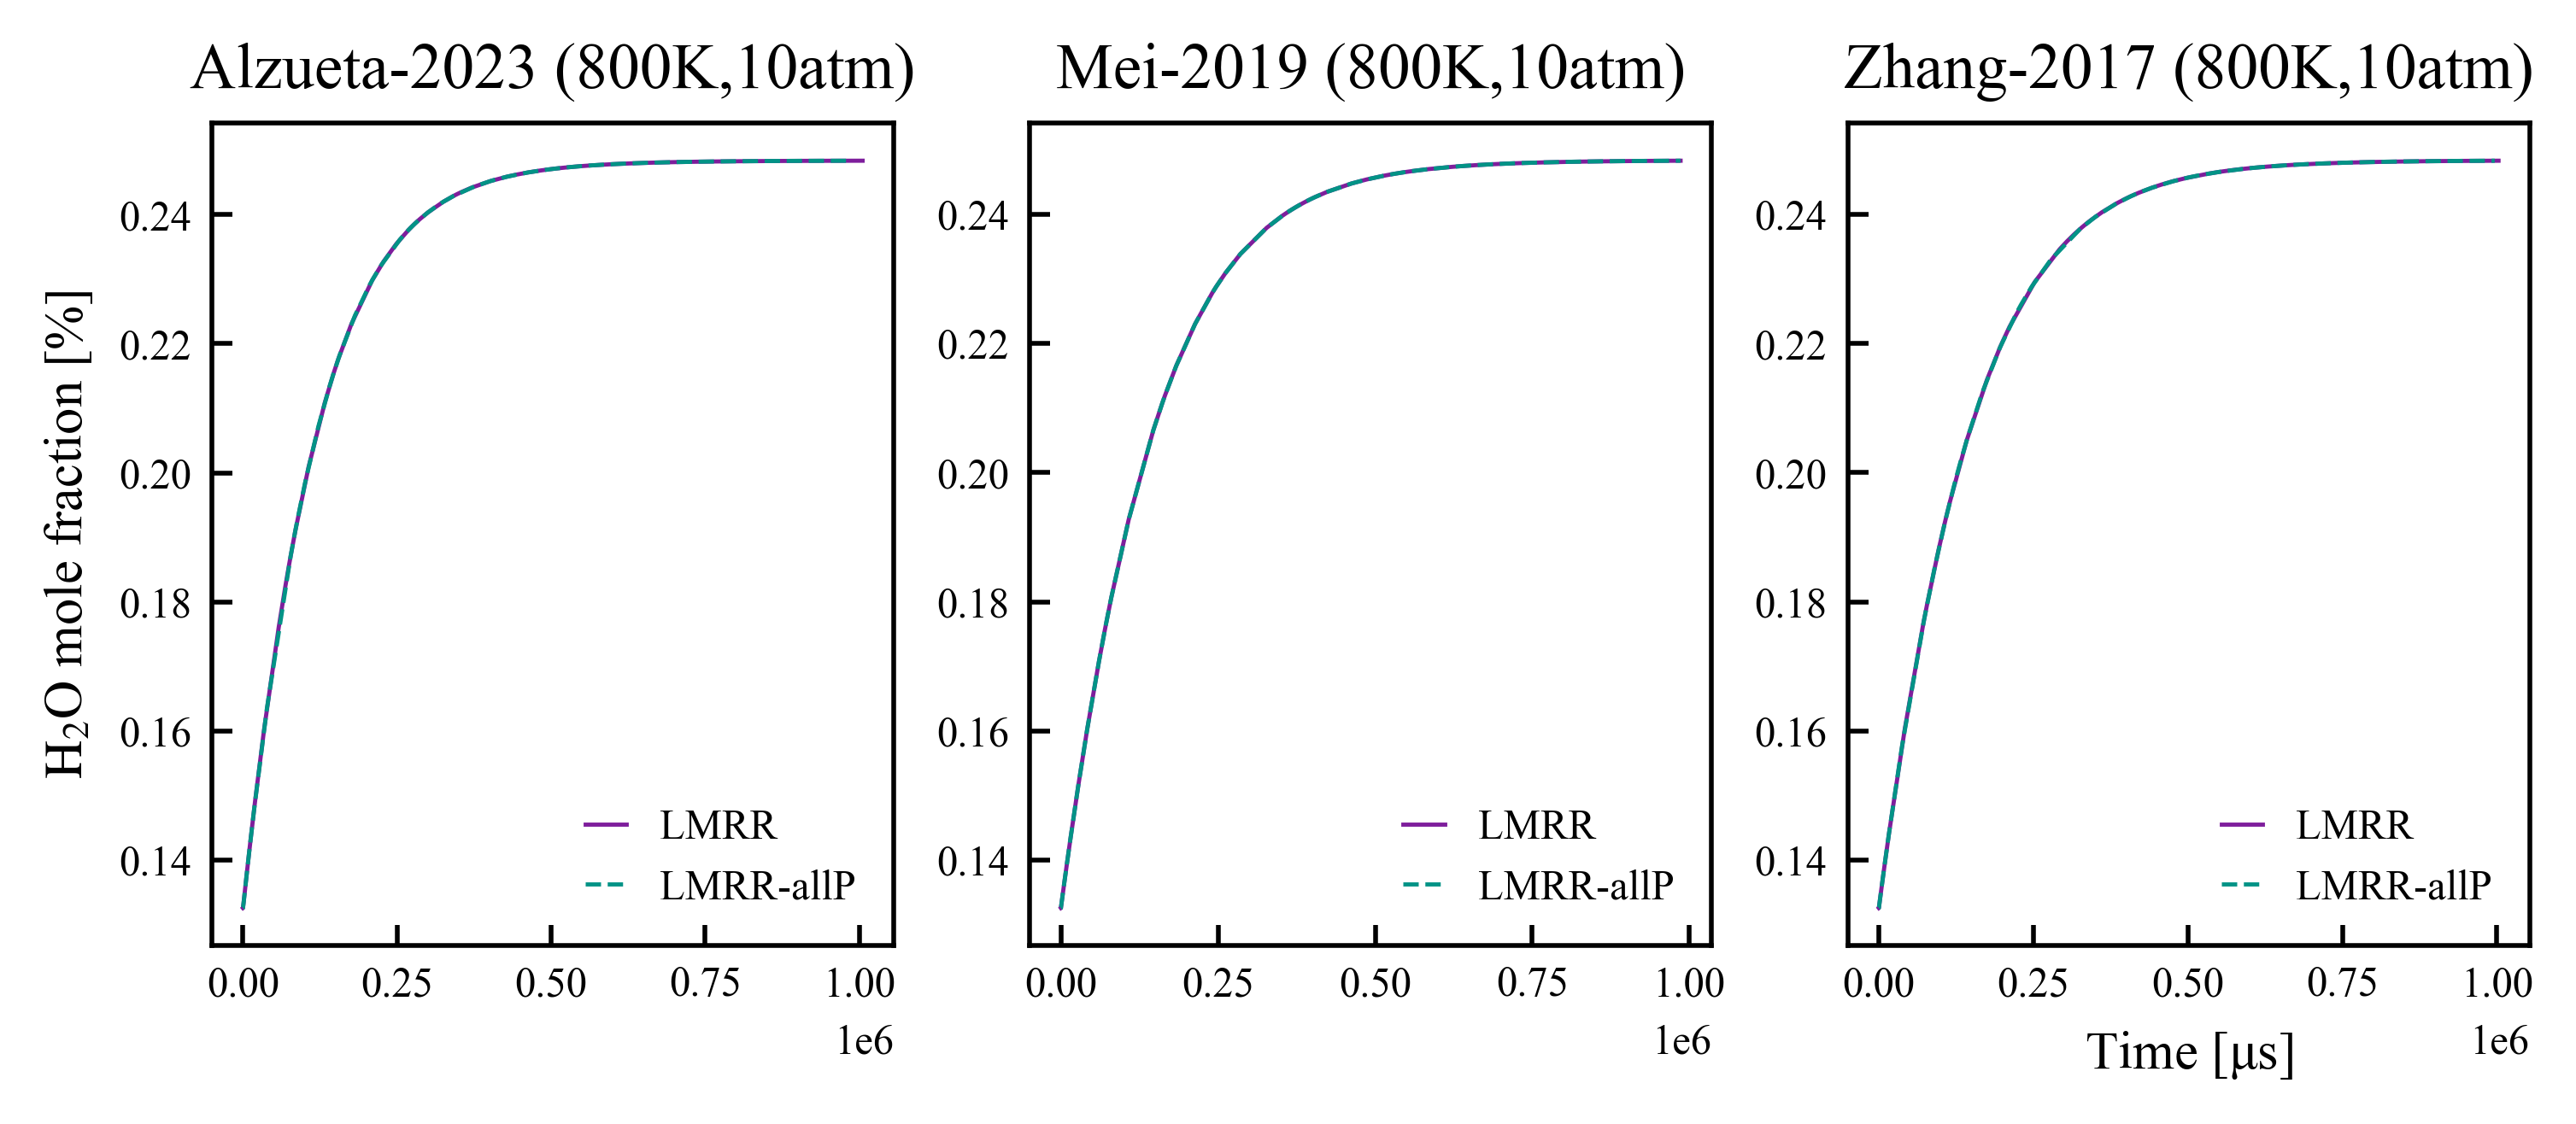 Alzueta-2023 (800K,10atm)
Mei-2019 (800K,10atm)
Zhang-2017 (800K,10atm)
H₂O mole fraction [%]
0.24
0.22
0.20
0.18
0.16
0.14
LMRR
LMRR-allP
0.00 0.25 0.50 0.75 1.00
1e6
0.24
0.22
0.20
0.18
0.16
0.14
LMRR
LMRR-allP
0.00 0.25 0.50 0.75 1.00
1e6
0.24
0.22
0.20
0.18
0.16
0.14
LMRR
LMRR-allP
0.00 0.25 0.50 0.75 1.00
1e6
Time [μs]